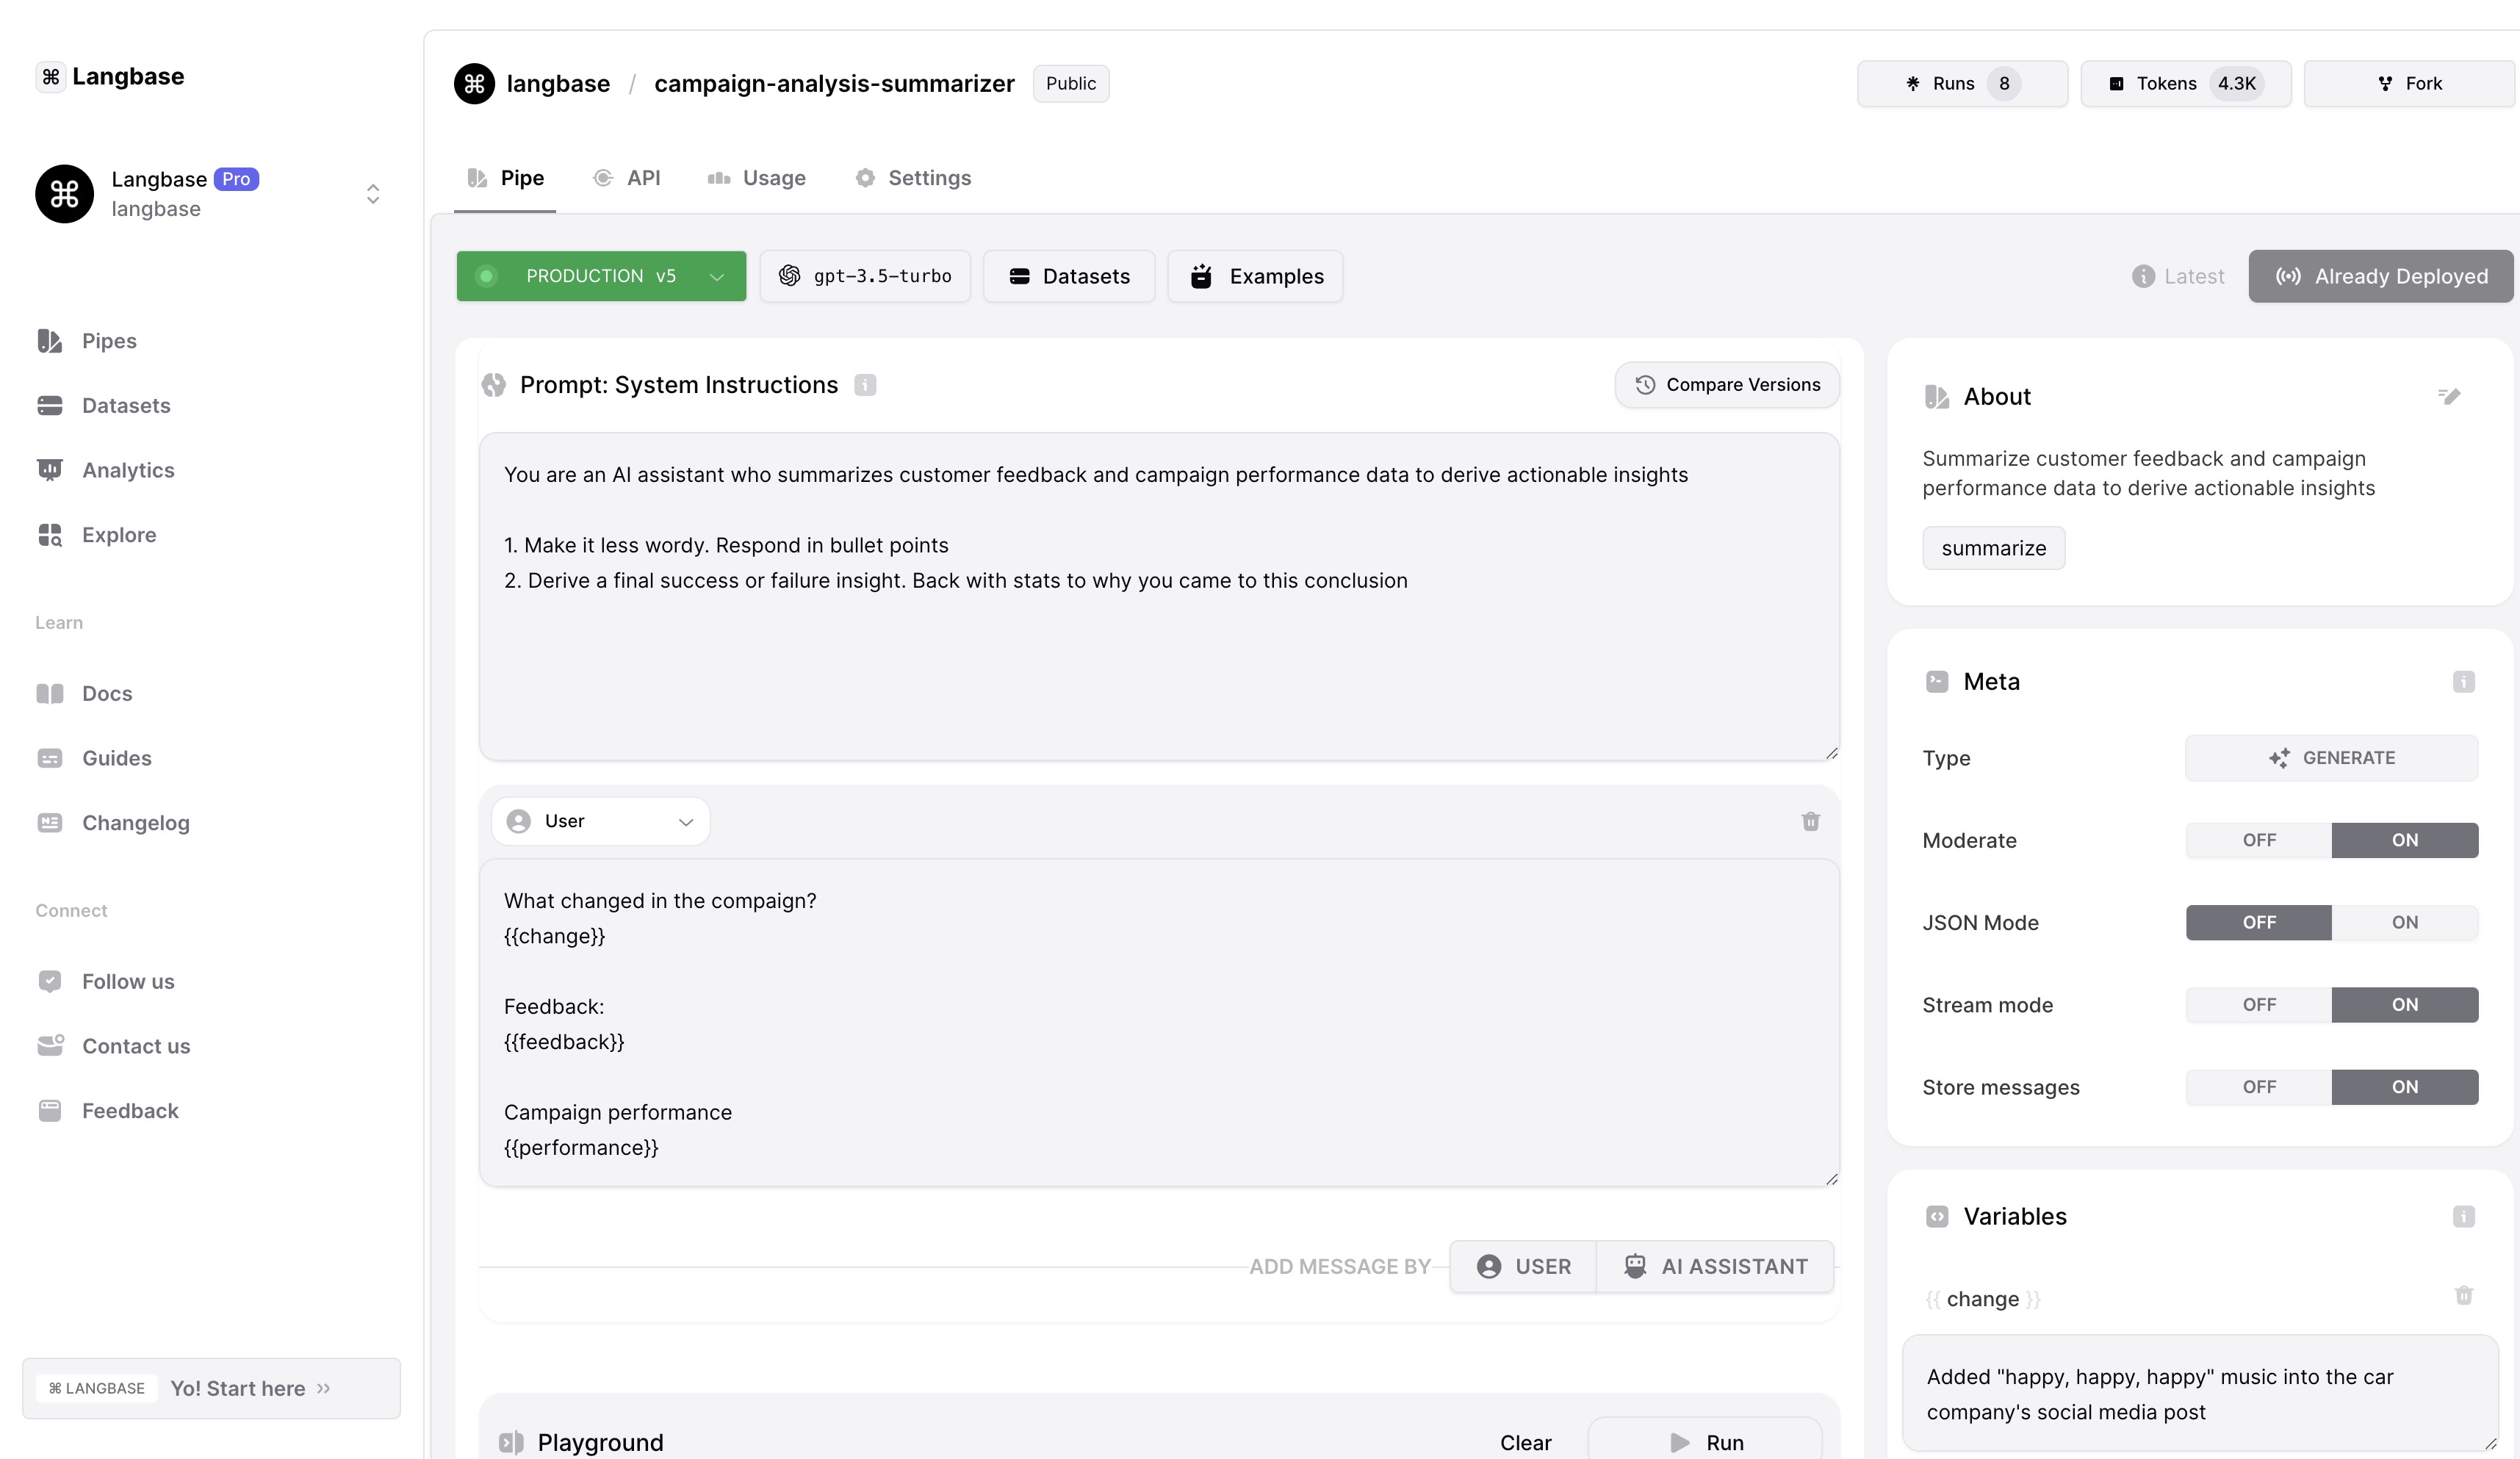 Langbase
Langbase Pro
langbase
Pipes
Datasets
Analytics
Explore
Learn
Docs
Guides
Changelog
Connect
Follow us
Contact us
Feedback
⌘ LANGBASE Yo! Start here »
langbase / campaign-analysis-summarizer Public
Runs 8
Tokens 4.3K
Fork
Pipe
API
Usage
Settings
PRODUCTION v5
gpt-3.5-turbo
Datasets
Examples
Latest
Already Deployed
Prompt: System Instructions
Compare Versions
You are an AI assistant who summarizes customer feedback and campaign performance data to derive actionable insights
1. Make it less wordy. Respond in bullet points
2. Derive a final success or failure insight. Back with stats to why you came to this conclusion
User
What changed in the compaign?
{{change}}
Feedback:
{{feedback}}
Campaign performance
{{performance}}
ADD MESSAGE BY
USER
AI ASSISTANT
Playground
Clear
Run
About
Summarize customer feedback and campaign
performance data to derive actionable insights
summarize
Meta
Type GENERATE
Moderate OFF ON
JSON Mode OFF ON
Stream mode OFF ON
Store messages OFF ON
Variables
{{ change }}
Added "happy, happy, happy" music into the car
company's social media post